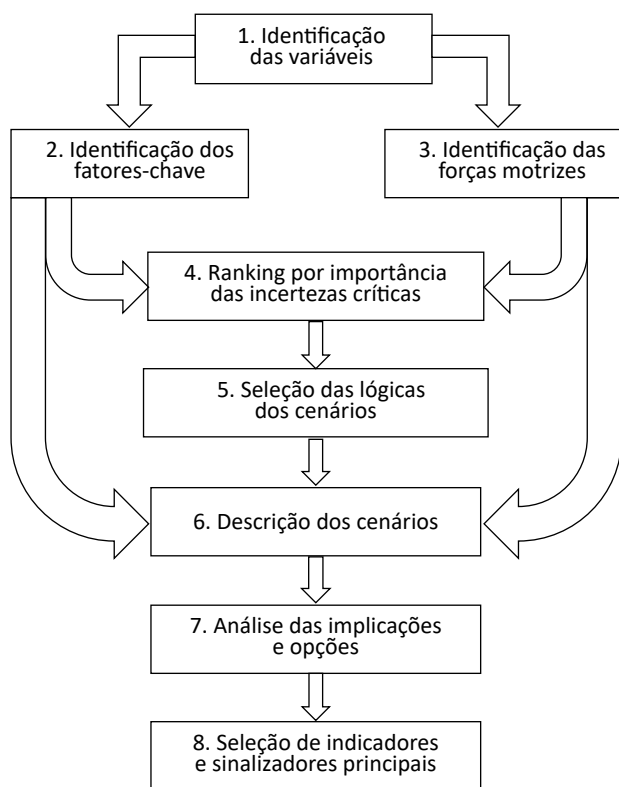 1. Identificação
das variáveis
2. Identificação dos
fatores-chave
3. Identificação das
forças motrizes
4. Ranking por importância
das incertezas críticas
5. Seleção das lógicas
dos cenários
6. Descrição dos cenários
7. Análise das implicações
e opções
8. Seleção de indicadores
e sinalizadores principais